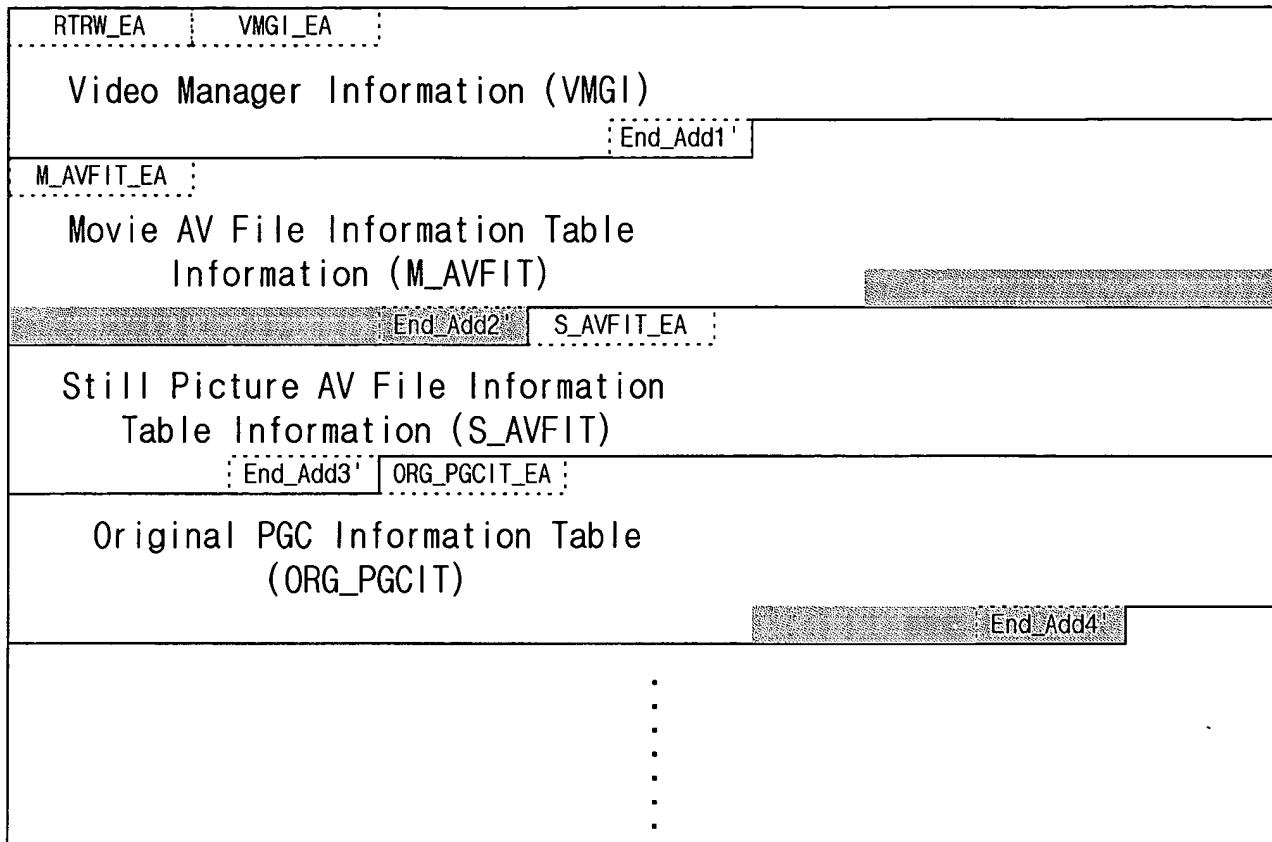 RTRW_EA VMGI_EA
Video Manager Information (VMGI)
End_Add1'
M_AVFIT_EA
Movie AV File Information Table
Information (M_AVFIT)
End_Add2' S_AVFIT_EA
Still Picture AV File Information
Table Information (S_AVFIT)
End_Add3' ORG_PGCIT_EA
Original PGC Information Table
(ORG_PGCIT)
End_Add4'